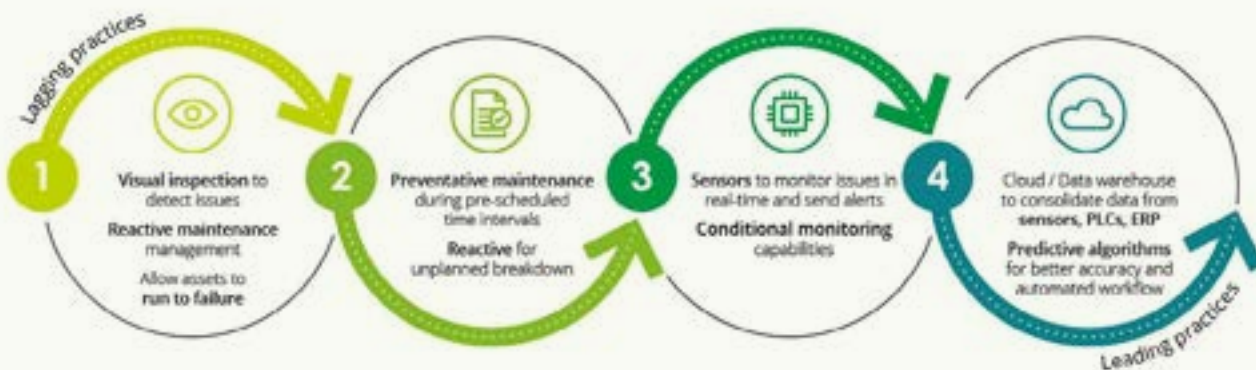 Lagging practices
1
Visual inspection to
detect issues
Reactive maintenance
management
Allow assets to
run to failure
2
Preventative maintenance
during pre-scheduled
time intervals
Reactive for
unplanned breakdown
3
Sensors to monitor issues in
real-time and send alerts
Conditional monitoring
capabilities
4
Cloud / Data warehouse
to consolidate data from
sensors, PLCs, ERP
Predictive algorithms
for better accuracy and
automated workflow
Leading practices